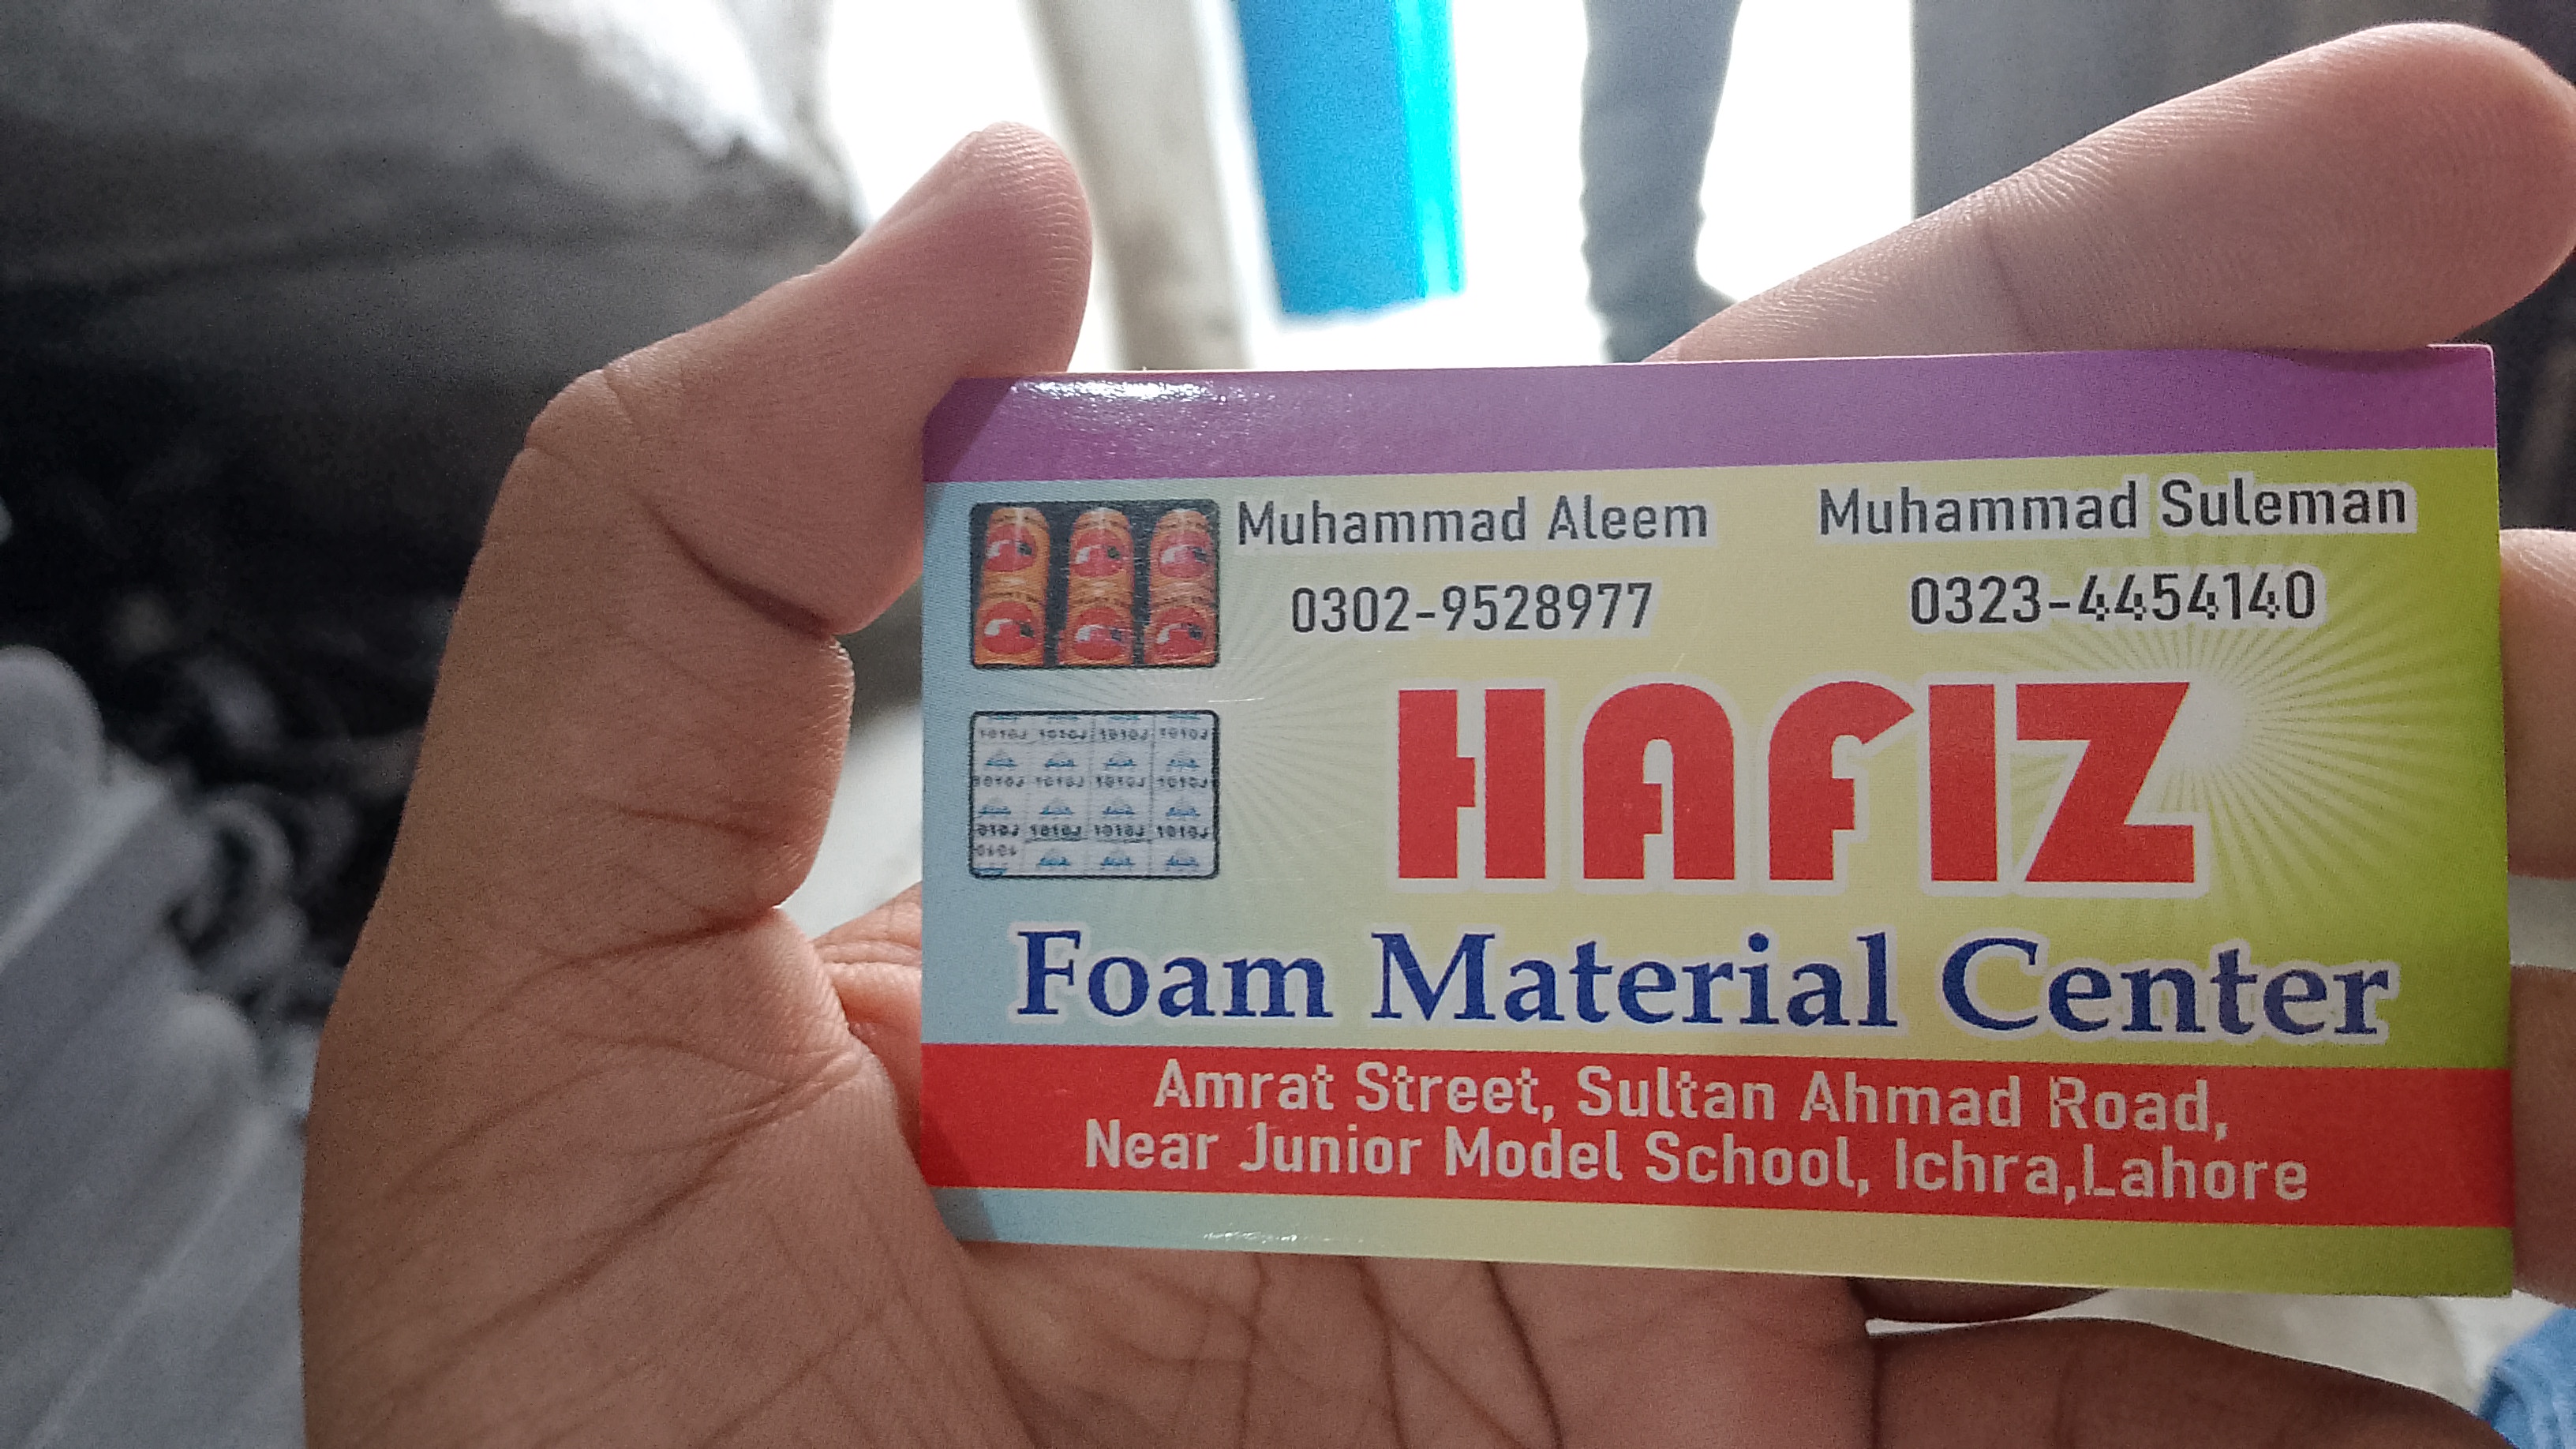 Muhammad Aleem
0302-9528977
Muhammad Suleman
0323-4454140
HAFIZ
Foam Material Center
Amrat Street, Sultan Ahmad Road,
Near Junior Model School, Ichra,Lahore